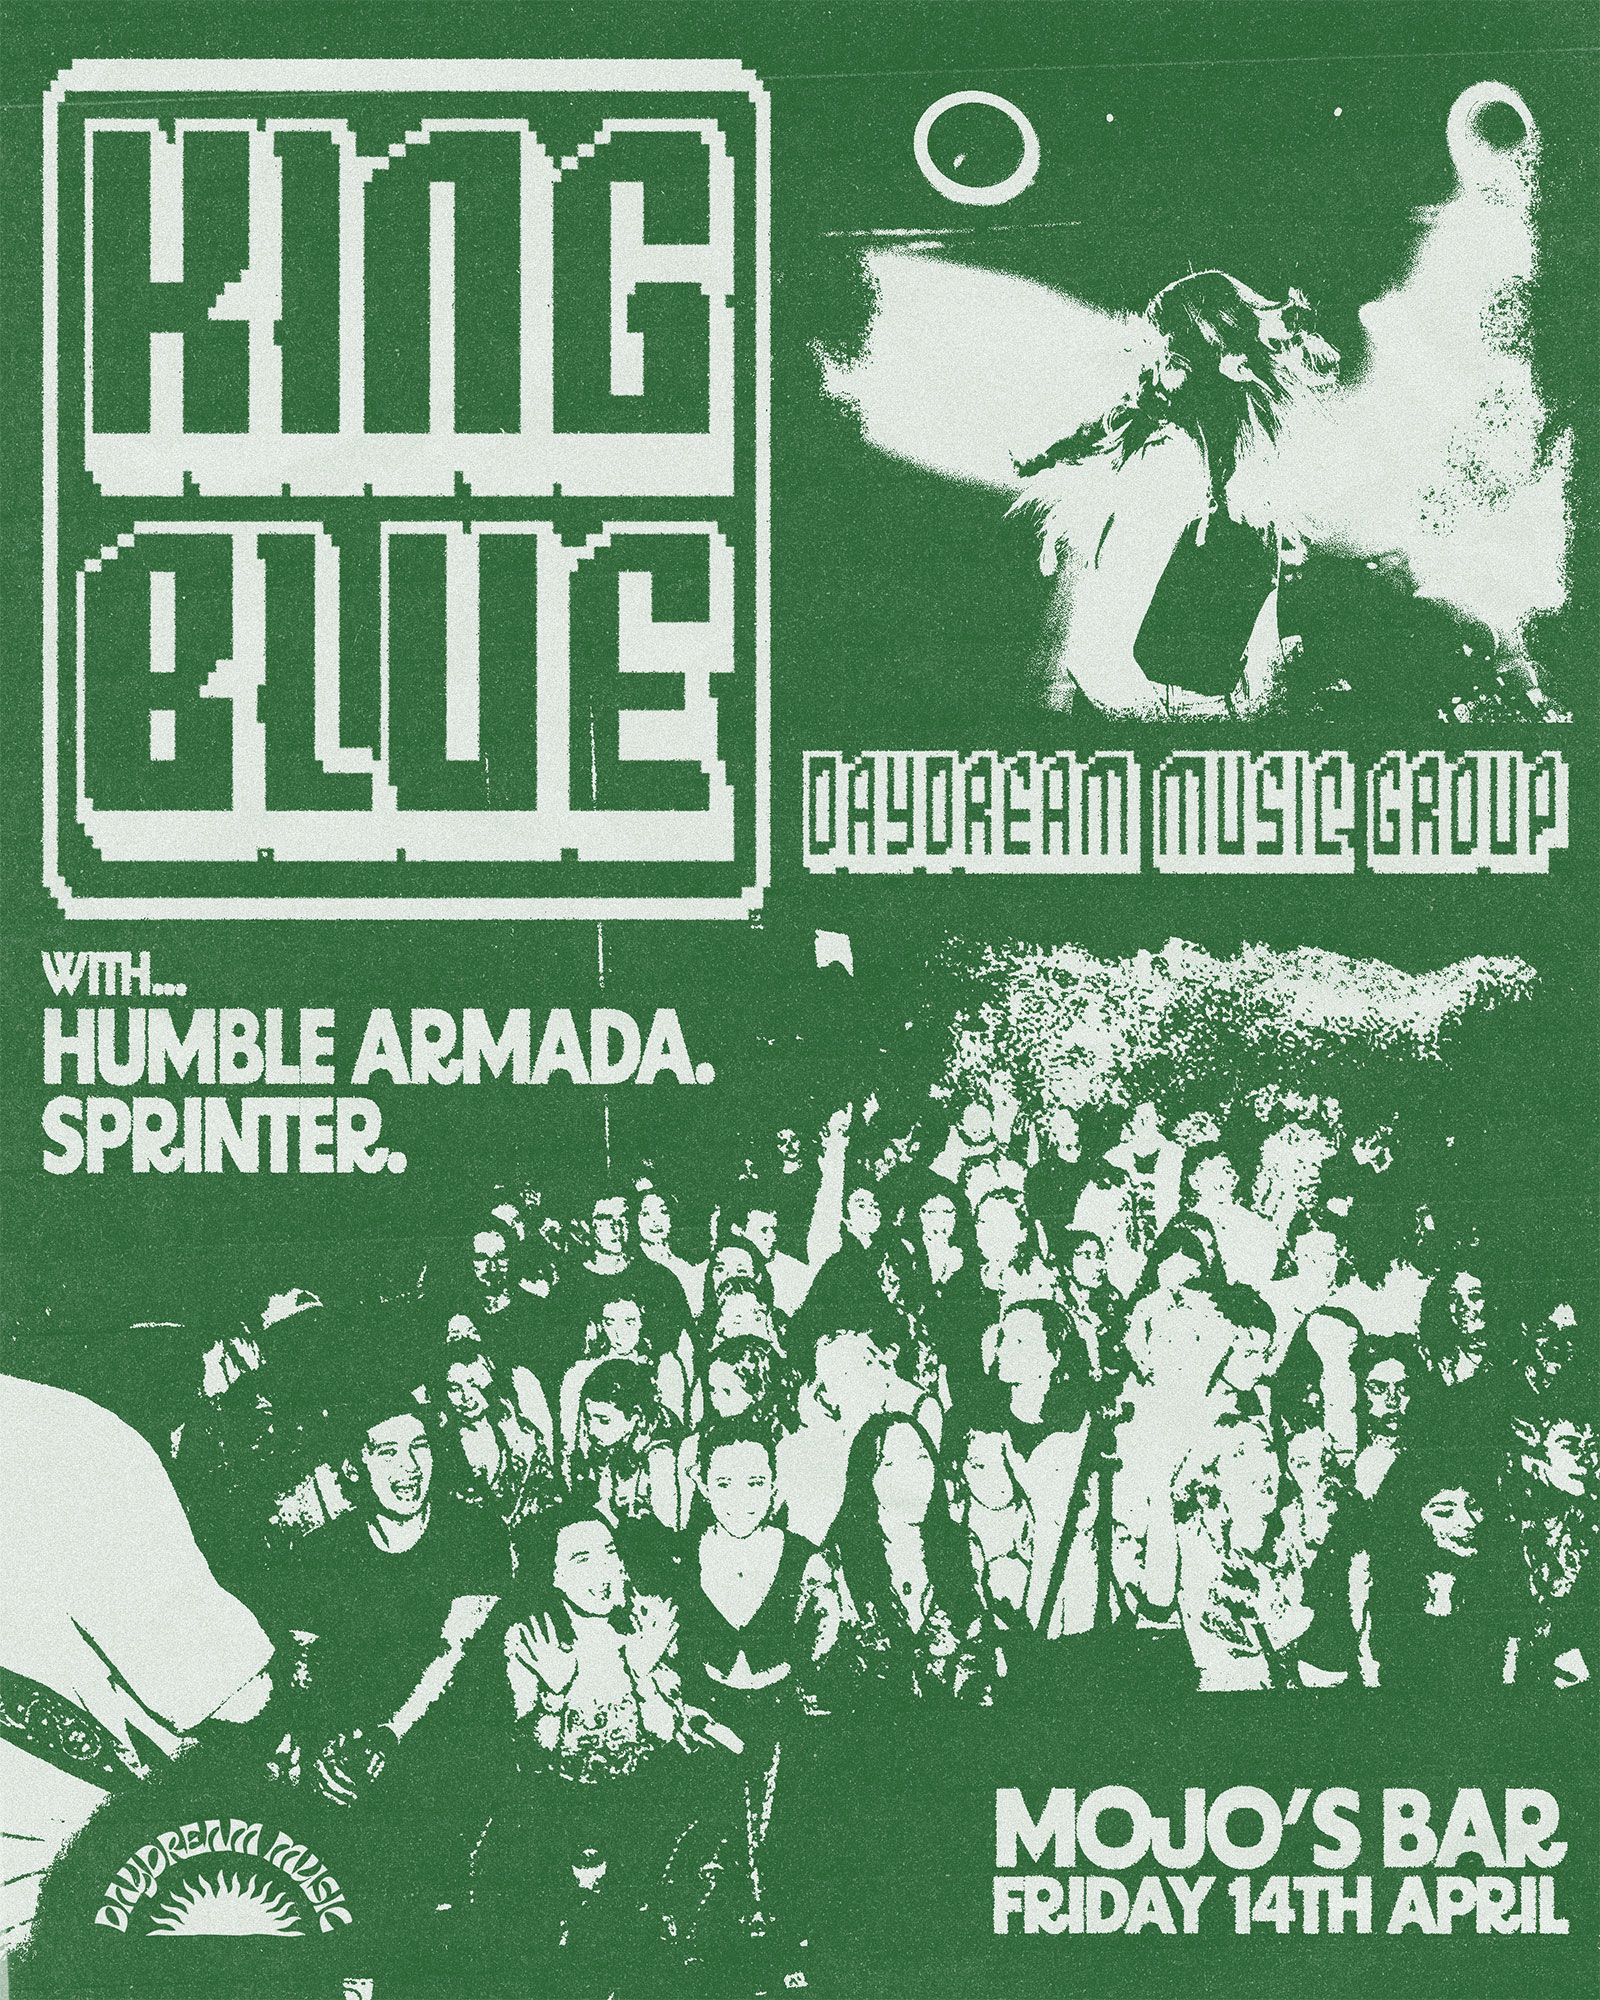 KING
BLUE
DAYDREAM MUSIC GROUP
WITH...
HUMBLE ARMADA.
SPRINTER.
MOJO'S BAR
FRIDAY 14TH APRIL
DAYDREAM MUSIC